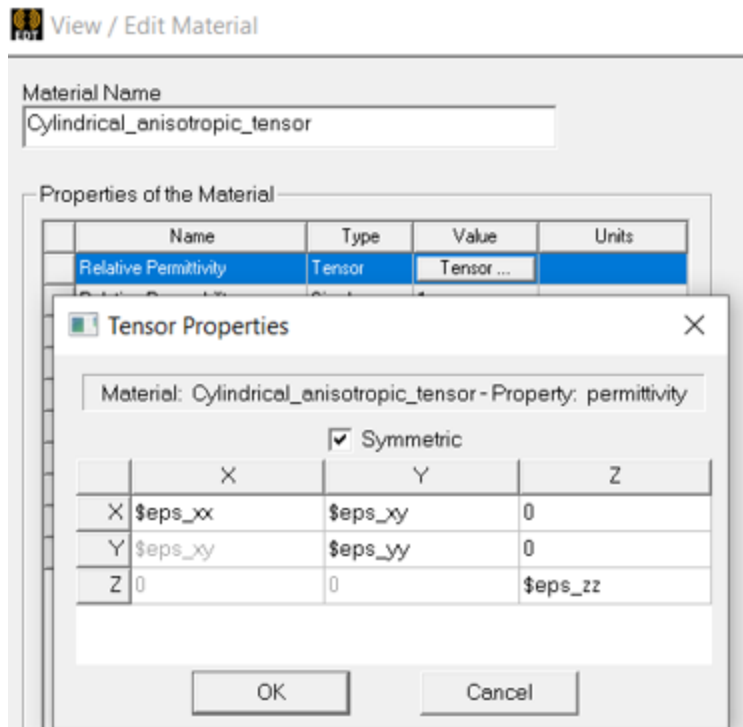 EDT View / Edit Material
Material Name
Cylindrical_anisotropic_tensor
Properties of the Material
Name Type Value Units
Relative Permittivity Tensor Tensor ...
Tensor Properties
Material: Cylindrical_anisotropic_tensor - Property: permittivity
Symmetric
X Y Z
X $eps_xx $eps_xy 0
Y $eps_xy $eps_yy 0
Z 0 0 $eps_zz
OK Cancel